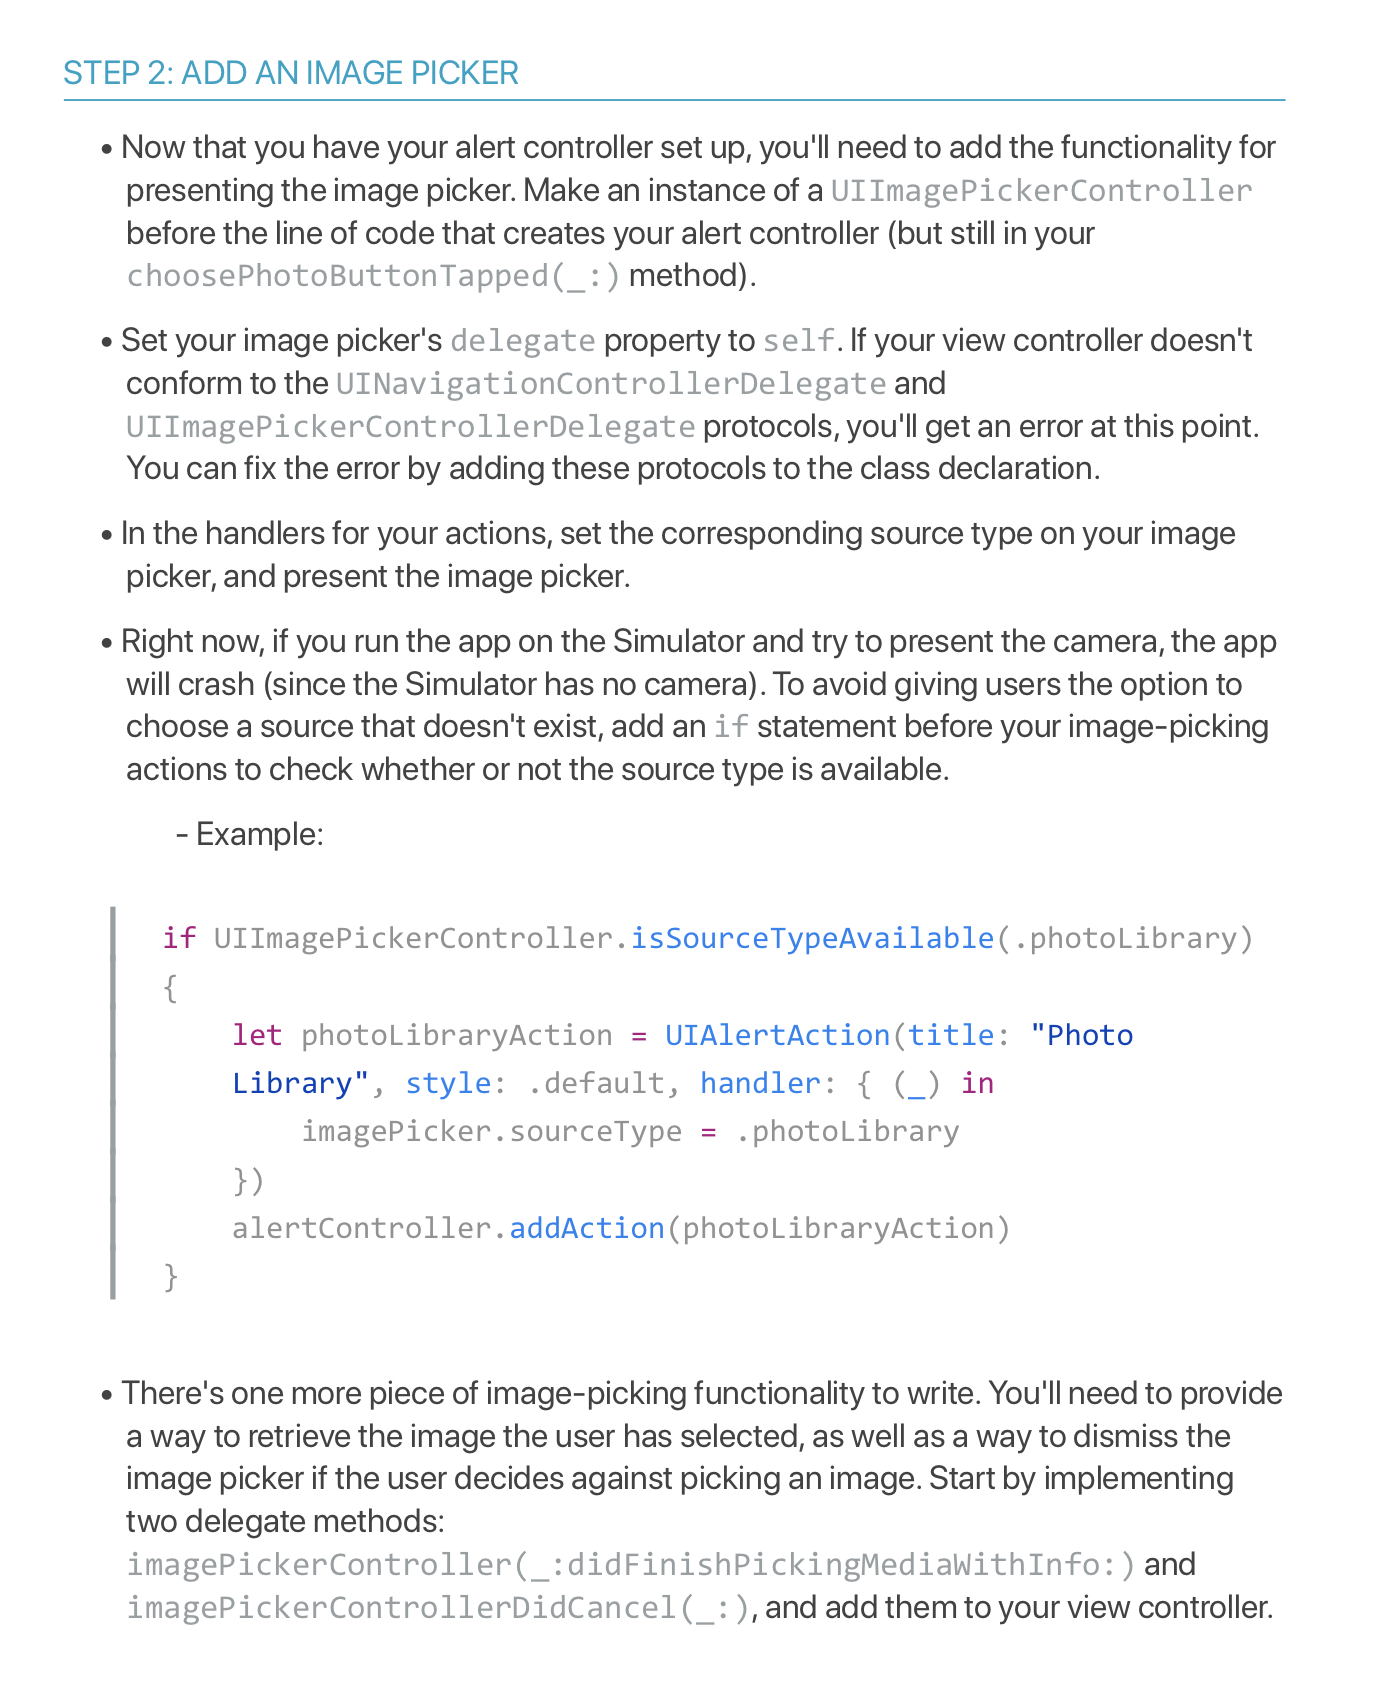 STEP 2: ADD AN IMAGE PICKER
• Now that you have your alert controller set up, you'll need to add the functionality for
presenting the image picker. Make an instance of a UIImagePickerController
before the line of code that creates your alert controller (but still in your
choosePhotoButtonTapped(_:) method).
• Set your image picker's delegate property to self. If your view controller doesn't
conform to the UINavigationControllerDelegate and
UIImagePickerControllerDelegate protocols, you'll get an error at this point.
You can fix the error by adding these protocols to the class declaration.
• In the handlers for your actions, set the corresponding source type on your image
picker, and present the image picker.
• Right now, if you run the app on the Simulator and try to present the camera, the app
will crash (since the Simulator has no camera). To avoid giving users the option to
choose a source that doesn't exist, add an if statement before your image-picking
actions to check whether or not the source type is available.
- Example:
if UIImagePickerController.isSourceTypeAvailable(.photoLibrary)
{
let photoLibraryAction = UIAlertAction(title: "Photo
Library", style: .default, handler: { (_) in
imagePicker.sourceType = .photoLibrary
})
alertController.addAction(photoLibraryAction)
}
• There's one more piece of image-picking functionality to write. You'll need to provide
a way to retrieve the image the user has selected, as well as a way to dismiss the
image picker if the user decides against picking an image. Start by implementing
two delegate methods:
imagePickerController(_:didFinishPickingMediaWithInfo:) and
imagePickerControllerDidCancel(_:), and add them to your view controller.